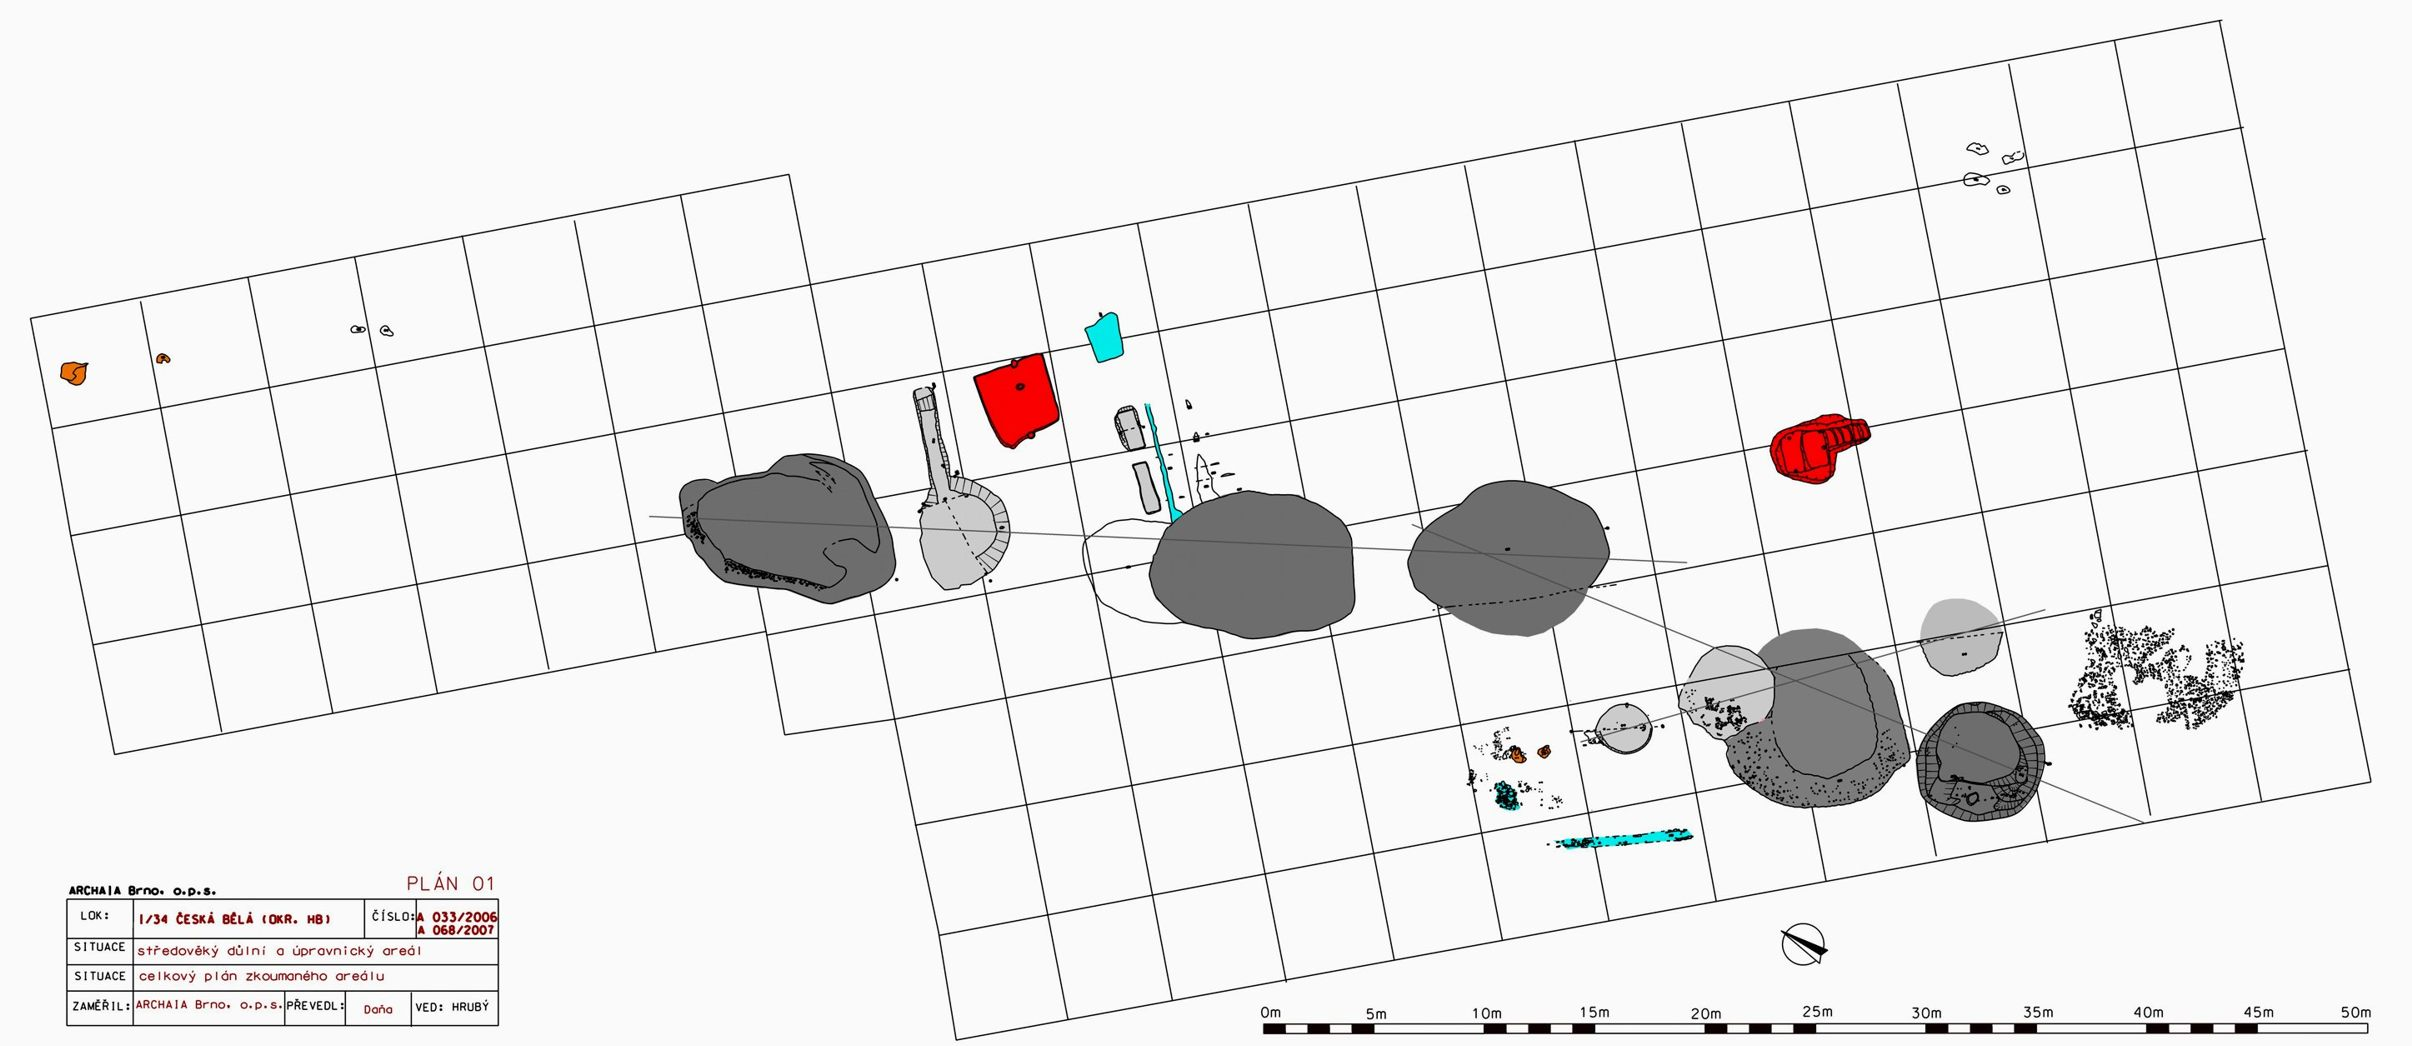 ARCHAIA Brno, o.p.s.
PLÁN 01
LOK: 1/34 ČESKÁ BĚLÁ (OKR. HB) ČÍSLO: A 033/2006
A 068/2007
SITUACE středověký důlní a úpravnický areál
SITUACE celkový plán zkoumaného areálu
ZAMĚŘIL: ARCHAIA Brno, o.p.s. PŘEVEDL: Daňa VED: HRUBÝ
0m 5m 10m 15m 20m 25m 30m 35m 40m 45m 50m